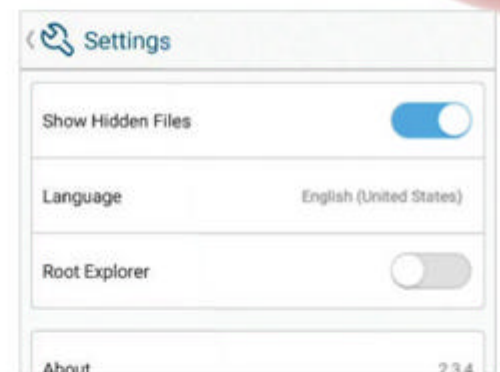 Settings
Show Hidden Files
Language English (United States)
Root Explorer
About 2.3.4